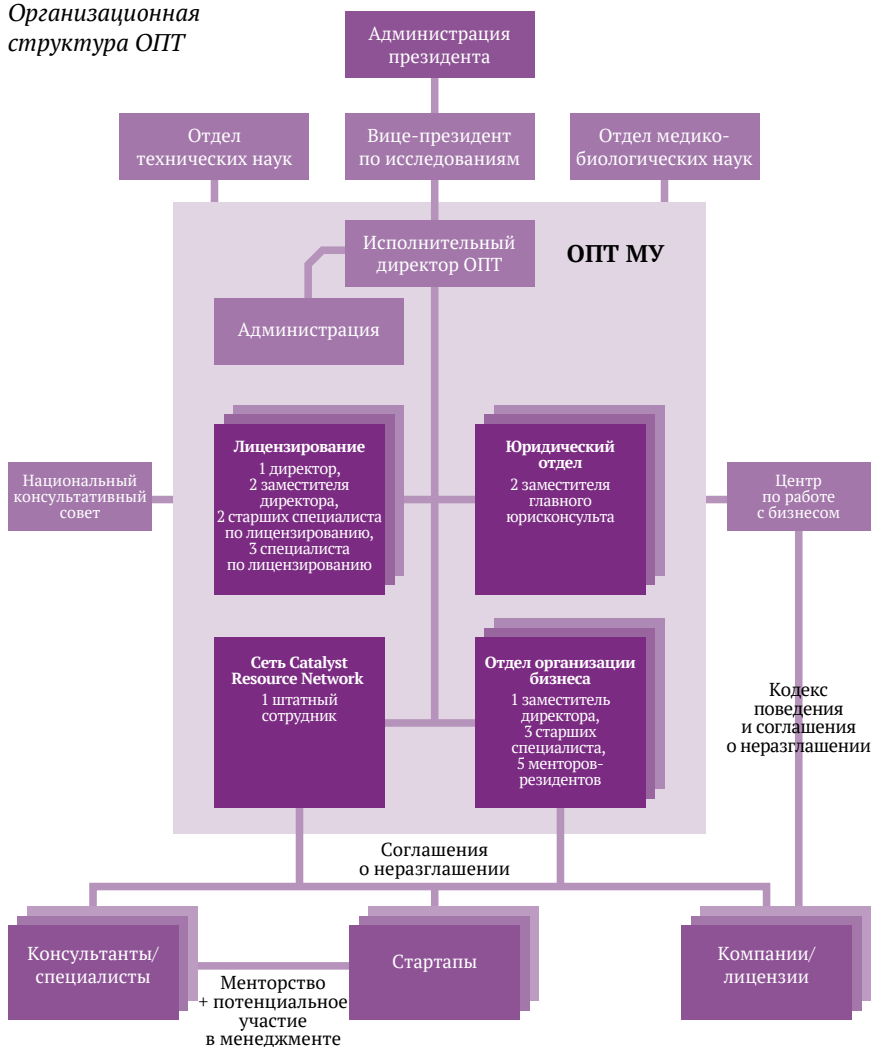 Организационная
структура ОПТ
Администрация
президента
Отдел
технических наук
Вице-президент
по исследованиям
Отдел медико-
биологических наук
Исполнительный
директор ОПТ
ОПТ МУ
Администрация
Лицензирование
1 директор,
2 заместителя
директора,
2 старших специалиста
по лицензированию,
3 специалиста
по лицензированию
Юридический
отдел
2 заместителя
главного
юрисконсульта
Национальный
консультативный
совет
Центр
по работе
с бизнесом
Сеть Catalyst
Resource Network
1 штатный
сотрудник
Отдел организации
бизнеса
1 заместитель
директора,
3 старших
специалиста,
5 менторов-
резидентов
Кодекс
поведения
и соглашения
о неразглашении
Соглашения
о неразглашении
Консультанты/
специалисты
Стартапы
Компании/
лицензии
Менторство
+ потенциальное
участие
в менеджменте